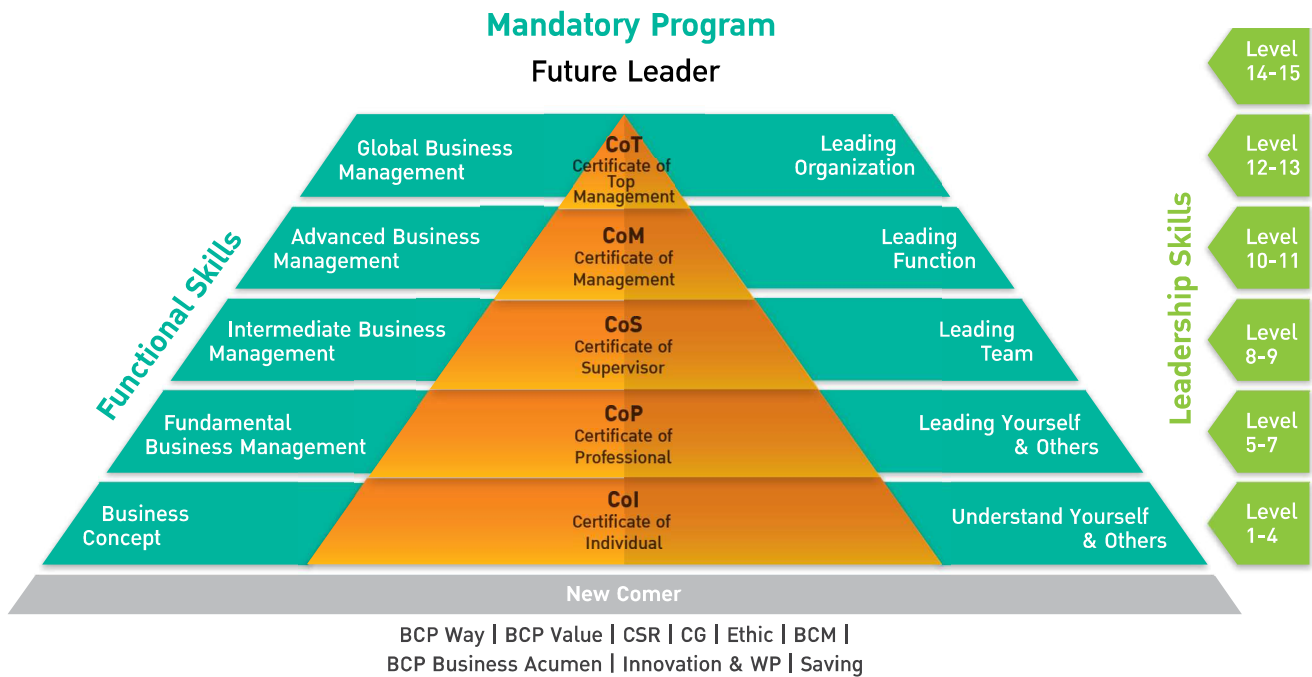 Mandatory Program
Future Leader
Level
14-15
Global Business
Management
CoT
Certificate of
Top
Management
Leading
Organization
Level
12-13
Advanced Business
Management
CoM
Certificate of
Management
Leading
Function
Level
10-11
Intermediate Business
Management
CoS
Certificate of
Supervisor
Leading
Team
Level
8-9
Fundamental
Business Management
CoP
Certificate of
Professional
Leading Yourself
& Others
Level
5-7
Business
Concept
CoI
Certificate of
Individual
Understand Yourself
& Others
Level
1-4
Functional Skills
Leadership Skills
New Comer
BCP Way | BCP Value | CSR | CG | Ethic | BCM |
BCP Business Acumen | Innovation & WP | Saving